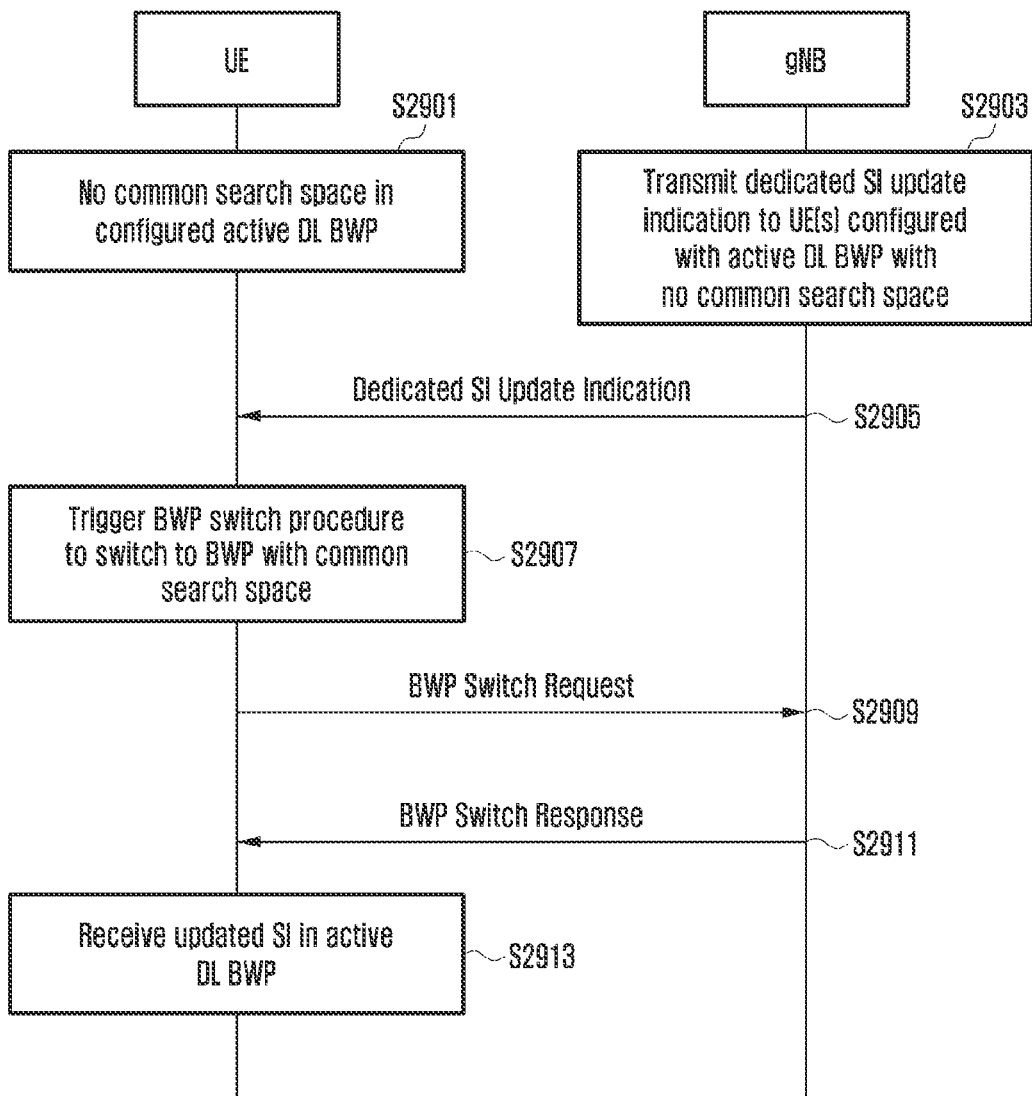 UE
gNB
S2901
S2903
No common search space in
configured active DL BWP
Transmit dedicated SI update
indication to UE(s) configured
with active DL BWP with
no common search space
Dedicated SI Update Indication
S2905
Trigger BWP switch procedure
to switch to BWP with common
search space
S2907
BWP Switch Request
S2909
BWP Switch Response
S2911
Receive updated SI in active
DL BWP
S2913